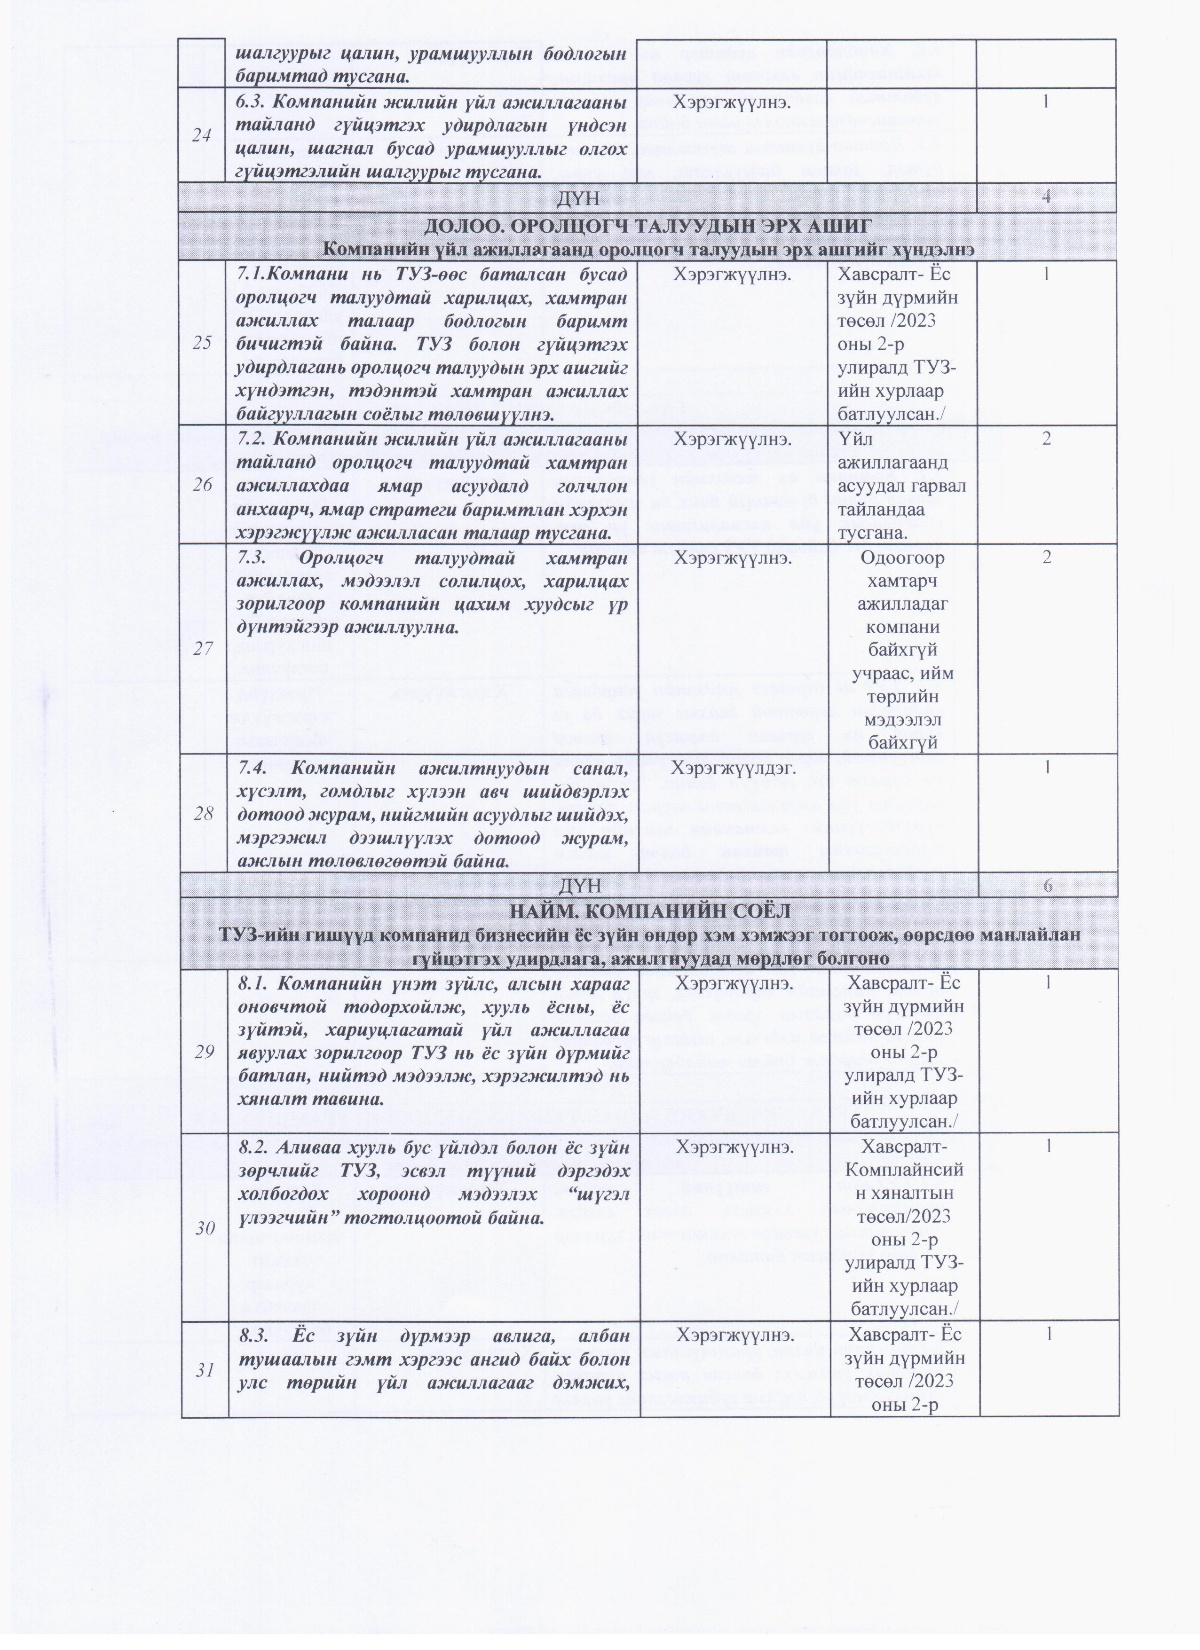 шалгуурыг цалин, урамшууллын бодлогын
баримтад тусгана.
24
6.3. Компанийн жилийн үйл ажиллагааны
тайланд гүйцэтгэх удирдлагын үндсэн
цалин, шагнал бусад урамшууллыг олгох
гүйцэтгэлийн шалгуурыг тусгана.
Хэрэгжүүлнэ.
1
ДҮН
4
ДОЛОО. ОРОЛЦОГЧ ТАЛУУДЫН ЭРХ АШИГ
Компанийн үйл ажиллагаанд оролцогч талуудын эрх ашгийг хүндэлнэ
25
7.1.Компани нь ТУЗ-өөс баталсан бусад
оролцогч талуудтай харилцах, хамтран
ажиллах талаар бодлогын баримт
бичигтэй байна. ТУЗ болон гүйцэтгэх
удирдлагань оролцогч талуудын эрх ашгийг
хүндэтгэн, тэдэнтэй хамтран ажиллах
байгууллагын соёлыг төлөвшүүлнэ.
Хэрэгжүүлнэ.
Хавсралт- Ёс
зүйн дүрмийн
төсөл /2023
оны 2-р
улиралд ТУЗ-
ийн хурлаар
батлуулсан./
1
26
7.2. Компанийн жилийн үйл ажиллагааны
тайланд оролцогч талуудтай хамтран
ажиллахдаа ямар асуудалд голчлон
анхаарч, ямар стратеги баримтлан хэрхэн
хэрэгжүүлж ажилласан талаар тусгана.
Хэрэгжүүлнэ.
Үйл
ажиллагаанд
асуудал гарвал
тайландаа
тусгана.
2
27
7.3. Оролцогч талуудтай хамтран
ажиллах, мэдээлэл солилцох, харилцах
зорилгоор компанийн цахим хуудсыг үр
дүнтэйгээр ажиллуулна.
Хэрэгжүүлнэ.
Одоогоор
хамтарч
ажилладаг
компани
байхгүй
учраас, ийм
төрлийн
мэдээлэл
байхгүй
2
28
7.4. Компанийн ажилтнуудын санал,
хүсэлт, гомдлыг хүлээн авч шийдвэрлэх
дотоод журам, нийгмийн асуудлыг шийдэх,
мэргэжил дээшлүүлэх дотоод журам,
ажлын төлөвлөгөөтэй байна.
Хэрэгжүүлдэг.
1
ДҮН
6
НАЙМ. КОМПАНИЙН СОЁЛ
ТУЗ-ийн гишүүд компанид бизнесийн ёс зүйн өндөр хэм хэмжээг тогтоож, өөрсдөө манлайлан
гүйцэтгэх удирдлага, ажилтнуудад мөрдлөг болгоно
29
8.1. Компанийн үнэт зүйлс, алсын харааг
оновчтой тодорхойлж, хууль ёсны, ёс
зүйтэй, хариуцлагатай үйл ажиллагаа
явуулах зорилгоор ТУЗ нь ёс зүйн дүрмийг
батлан, нийтэд мэдээлж, хэрэгжилтэд нь
хяналт тавина.
Хэрэгжүүлнэ.
Хавсралт- Ёс
зүйн дүрмийн
төсөл /2023
оны 2-р
улиралд ТУЗ-
ийн хурлаар
батлуулсан./
1
30
8.2. Аливаа хууль бус үйлдэл болон ёс зүйн
зөрчлийг ТУЗ, эсвэл түүний дэргэдэх
холбогдох хороонд мэдээлэх “шүгэл
үлээгчийн” тогтолцоотой байна.
Хэрэгжүүлнэ.
Хавсралт-
Комплайнсий
н хяналтын
төсөл/2023
оны 2-р
улиралд ТУЗ-
ийн хурлаар
батлуулсан./
1
31
8.3. Ёс зүйн дүрмээр авлига, албан
тушаалын гэмт хэргээс ангид байх болон
улс төрийн үйл ажиллагааг дэмжих,
Хэрэгжүүлнэ.
Хавсралт- Ёс
зүйн дүрмийн
төсөл /2023
оны 2-р
1